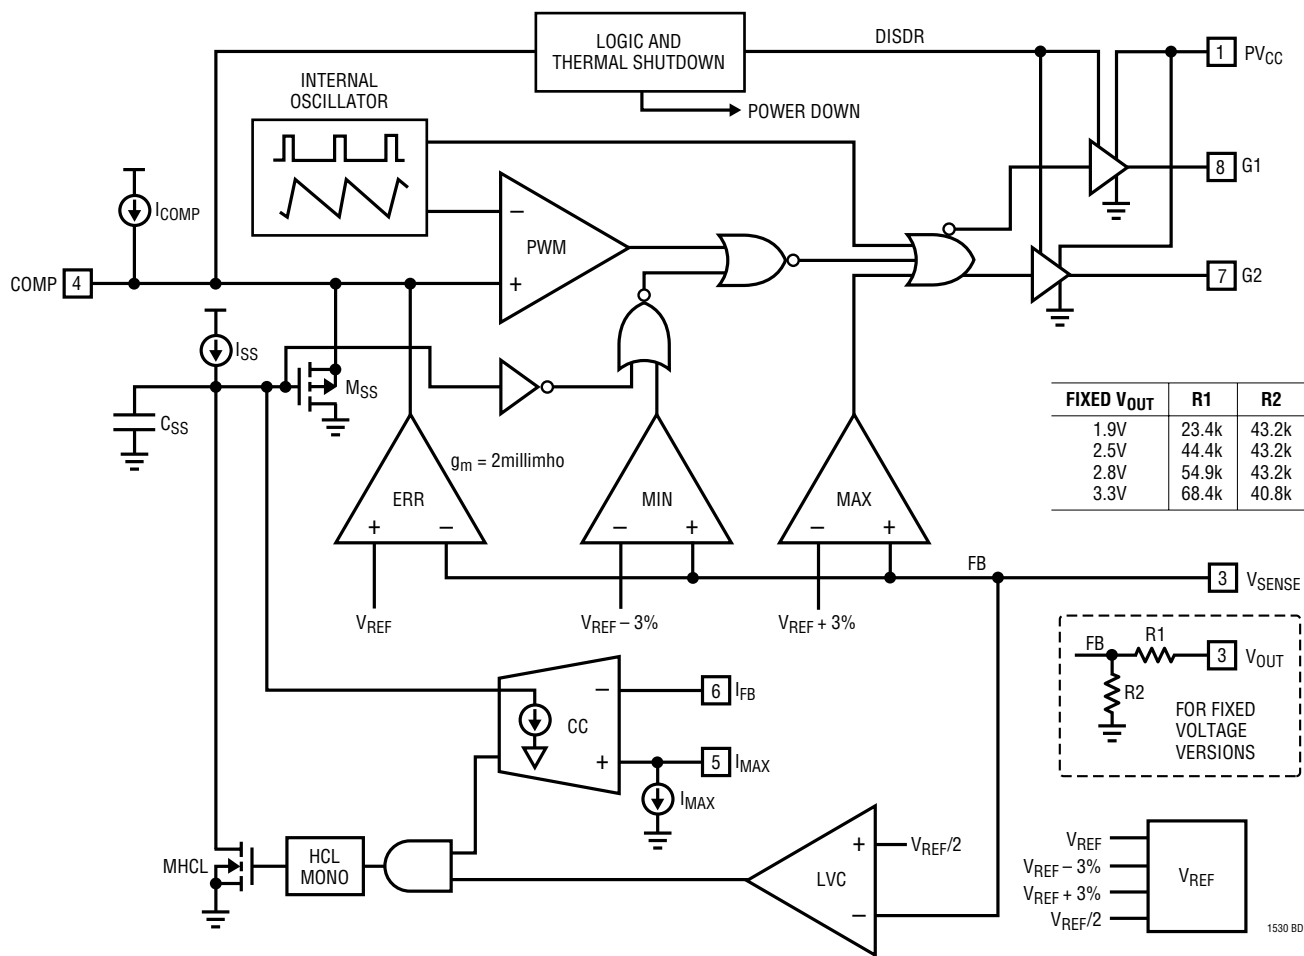 LOGIC AND
THERMAL SHUTDOWN
DISDR
1 PVCC
POWER DOWN
INTERNAL
OSCILLATOR
8 G1
ICOMP
−
PWM
+
COMP 4
7 G2
ISS
MSS
CSS
FIXED VOUT R1 R2
1.9V 23.4k 43.2k
2.5V 44.4k 43.2k
2.8V 54.9k 43.2k
3.3V 68.4k 40.8k
gm = 2millimho
ERR
+ −
MIN
− +
MAX
− +
FB
3 VSENSE
VREF
VREF – 3%
VREF + 3%
FB
R1
3 VOUT
R2
FOR FIXED
VOLTAGE
VERSIONS
−
6 IFB
CC
+
5 IMAX
IMAX
MHCL
HCL
MONO
LVC
+
VREF/2
−
VREF
VREF – 3%
VREF + 3%
VREF/2
VREF
1530 BD